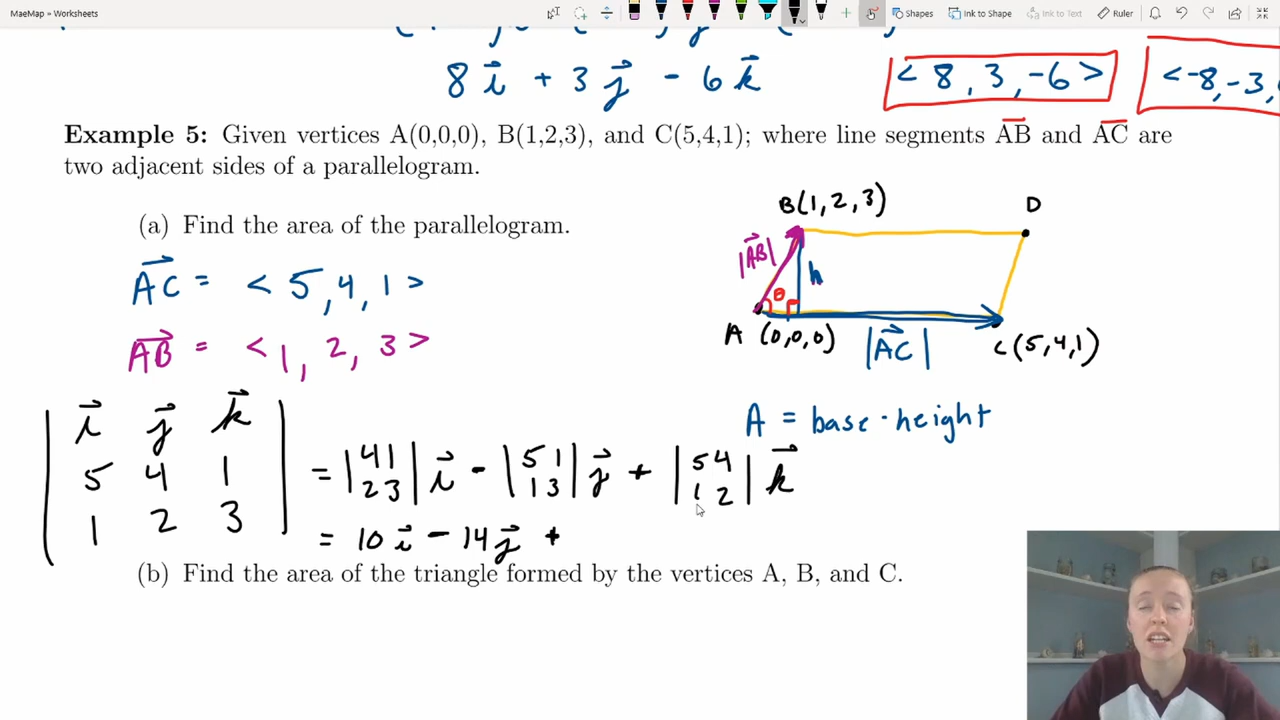 MaeMap » Worksheets
Shapes Ink to Shape Ink to Text Ruler
8 i⃗ + 3 j⃗ - 6 k⃗ < 8, 3, -6 > < -8, -3,
Example 5: Given vertices A(0,0,0), B(1,2,3), and C(5,4,1); where line segments A̅B̅ and A̅C̅ are
two adjacent sides of a parallelogram.
B(1,2,3) D
(a) Find the area of the parallelogram.
|AB⃗|
θ h
AC⃗ = < 5, 4, 1 >
A (0,0,0) |AC⃗| C(5,4,1)
AB⃗ = < 1, 2, 3 >
A = base · height
| i⃗ j⃗ k⃗ |
| 5 4 1 | = |4 1| i⃗ - |5 1| j⃗ + |5 4| k⃗
|2 3| |1 3| |1 2|
| 1 2 3 | = 10 i⃗ - 14 j⃗ +
(b) Find the area of the triangle formed by the vertices A, B, and C.